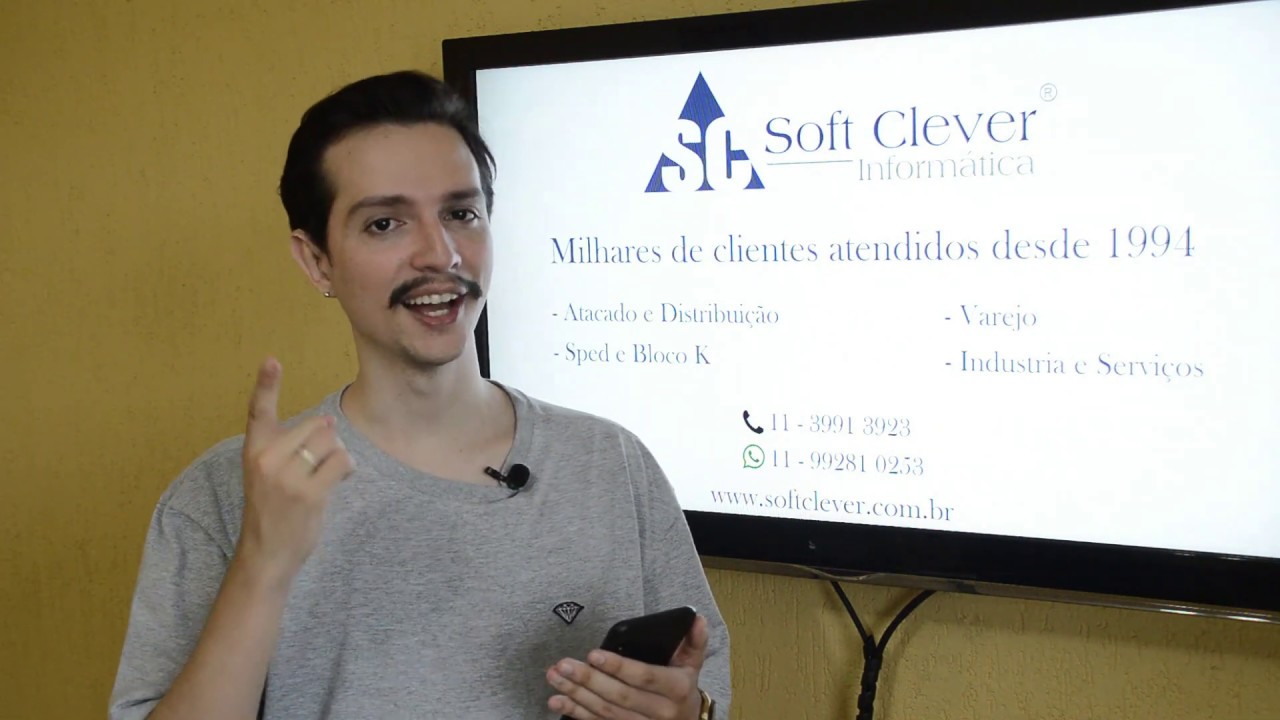 SC
Soft Clever®
Informática
Milhares de clientes atendidos desde 1994
- Atacado e Distribuição
- Varejo
- Sped e Bloco K
- Industria e Serviços
11 - 3991 3923
11 - 99281 0253
www.softclever.com.br